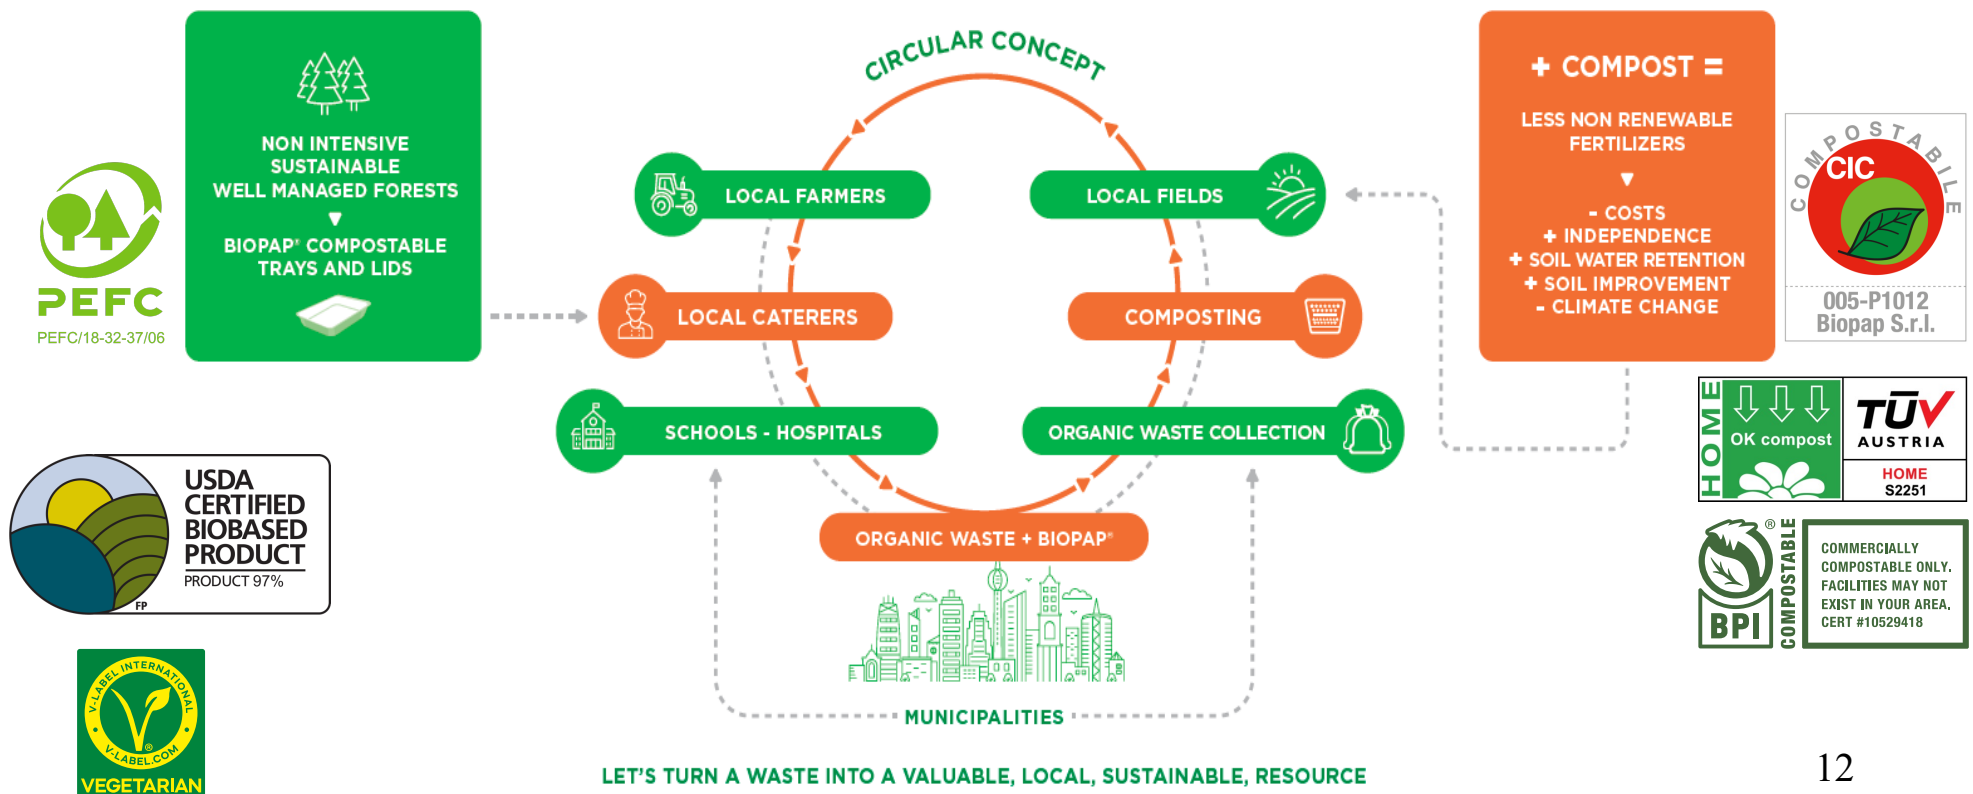 NON INTENSIVE
SUSTAINABLE
WELL MANAGED FORESTS
BIOPAP® COMPOSTABLE
TRAYS AND LIDS
PEFC
PEFC/18-32-37/06
USDA
CERTIFIED
BIOBASED
PRODUCT
PRODUCT 97%
FP
V-LABEL INTERNATIONAL
V-LABEL.COM
®
VEGETARIAN
CIRCULAR CONCEPT
LOCAL FARMERS
LOCAL FIELDS
LOCAL CATERERS
COMPOSTING
SCHOOLS - HOSPITALS
ORGANIC WASTE COLLECTION
ORGANIC WASTE + BIOPAP®
MUNICIPALITIES
LET'S TURN A WASTE INTO A VALUABLE, LOCAL, SUSTAINABLE, RESOURCE
+ COMPOST =
LESS NON RENEWABLE
FERTILIZERS
- COSTS
+ INDEPENDENCE
+ SOIL WATER RETENTION
+ SOIL IMPROVEMENT
- CLIMATE CHANGE
COMPOSTABILE
CIC
005-P1012
Biopap S.r.l.
HOME
OK compost
TÜV
AUSTRIA
HOME
S2251
®
BPI
COMPOSTABLE
COMMERCIALLY
COMPOSTABLE ONLY.
FACILITIES MAY NOT
EXIST IN YOUR AREA.
CERT #10529418
12